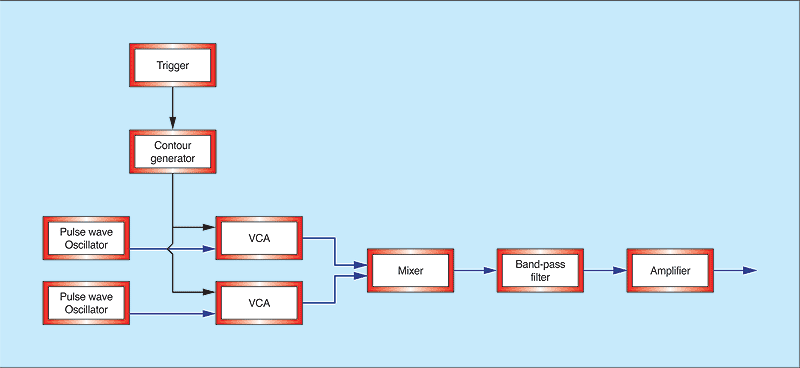 Trigger
Contour
generator
Pulse wave
Oscillator
VCA
Pulse wave
Oscillator
VCA
Mixer
Band-pass
filter
Amplifier